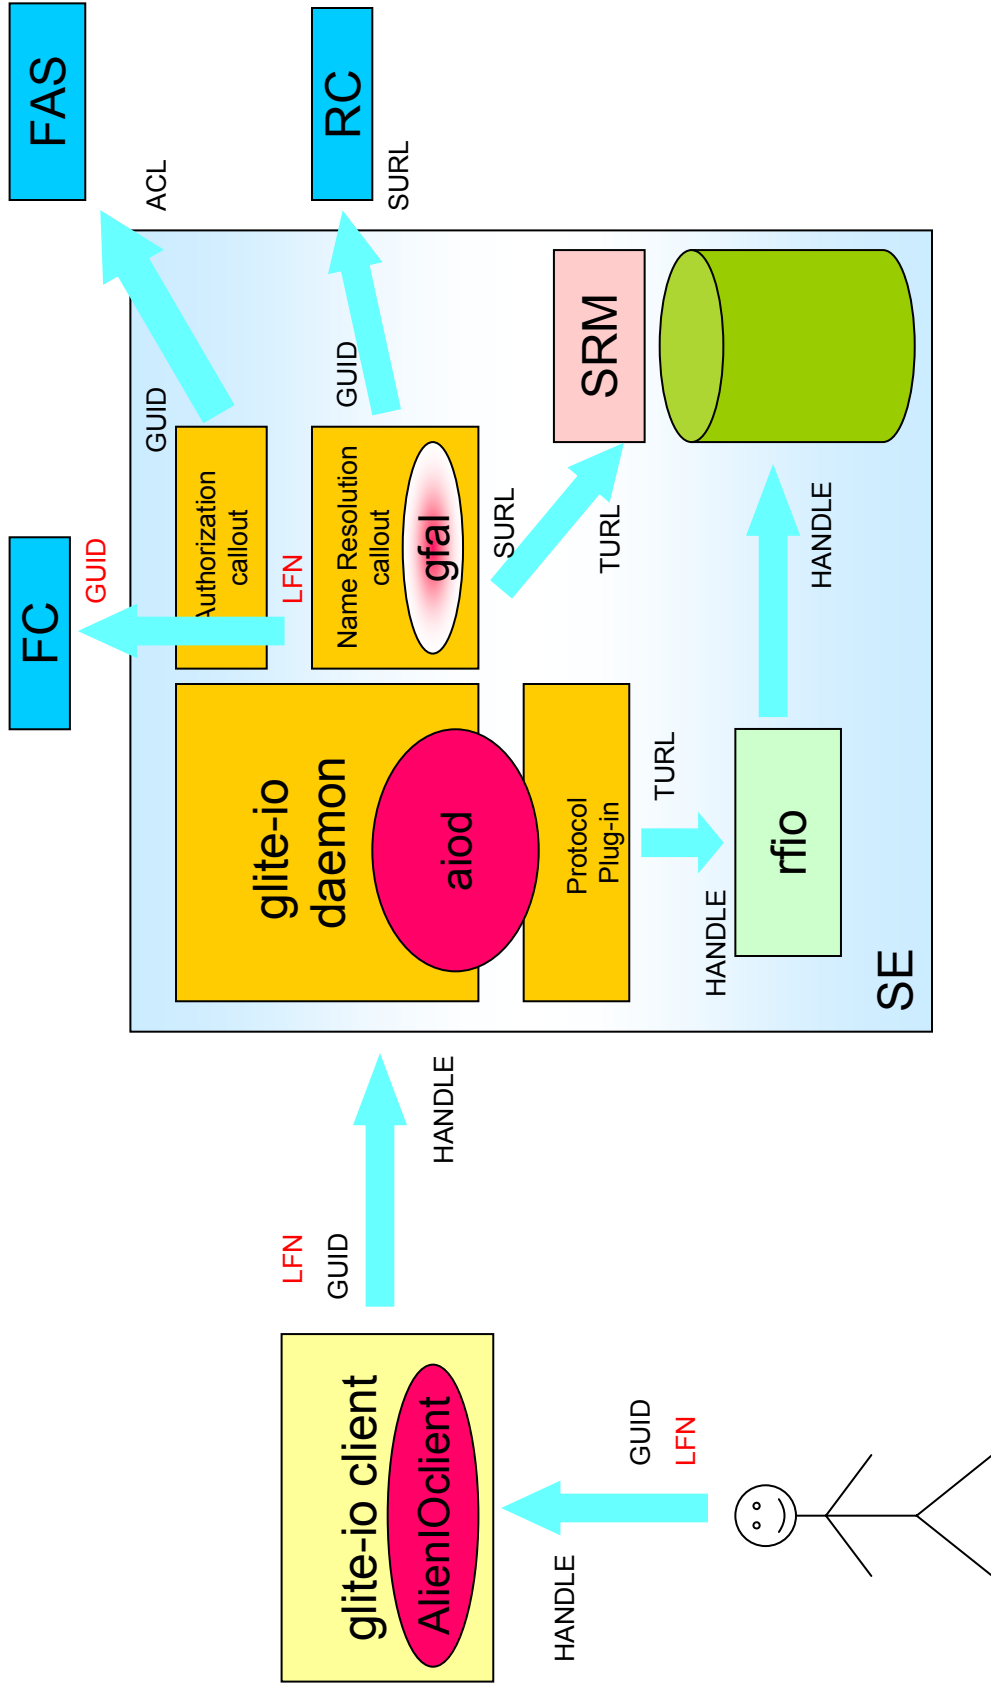 FC
FAS
GUID
GUID
ACL
Authorization
callout
glite-io
daemon
LFN
LFN
GUID
GUID
RC
SURL
Name Resolution
callout
gfal
glite-io client
AlienIOclient
HANDLE
aiod
SURL
TURL
SRM
HANDLE
GUID
LFN
Protocol
Plug-in
TURL
HANDLE
rfio
HANDLE
SE